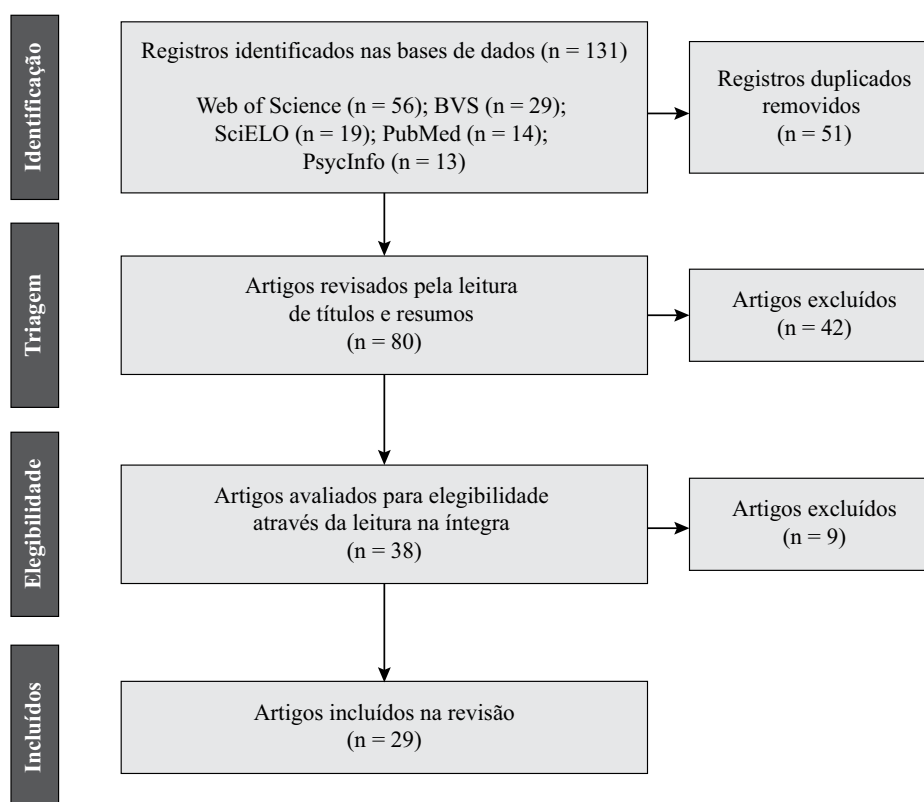 Identificação
Registros identificados nas bases de dados (n = 131)
Web of Science (n = 56); BVS (n = 29);
SciELO (n = 19); PubMed (n = 14);
PsycInfo (n = 13)
Registros duplicados
removidos
(n = 51)
Triagem
Artigos revisados pela leitura
de títulos e resumos
(n = 80)
Artigos excluídos
(n = 42)
Elegibilidade
Artigos avaliados para elegibilidade
através da leitura na íntegra
(n = 38)
Artigos excluídos
(n = 9)
Incluídos
Artigos incluídos na revisão
(n = 29)